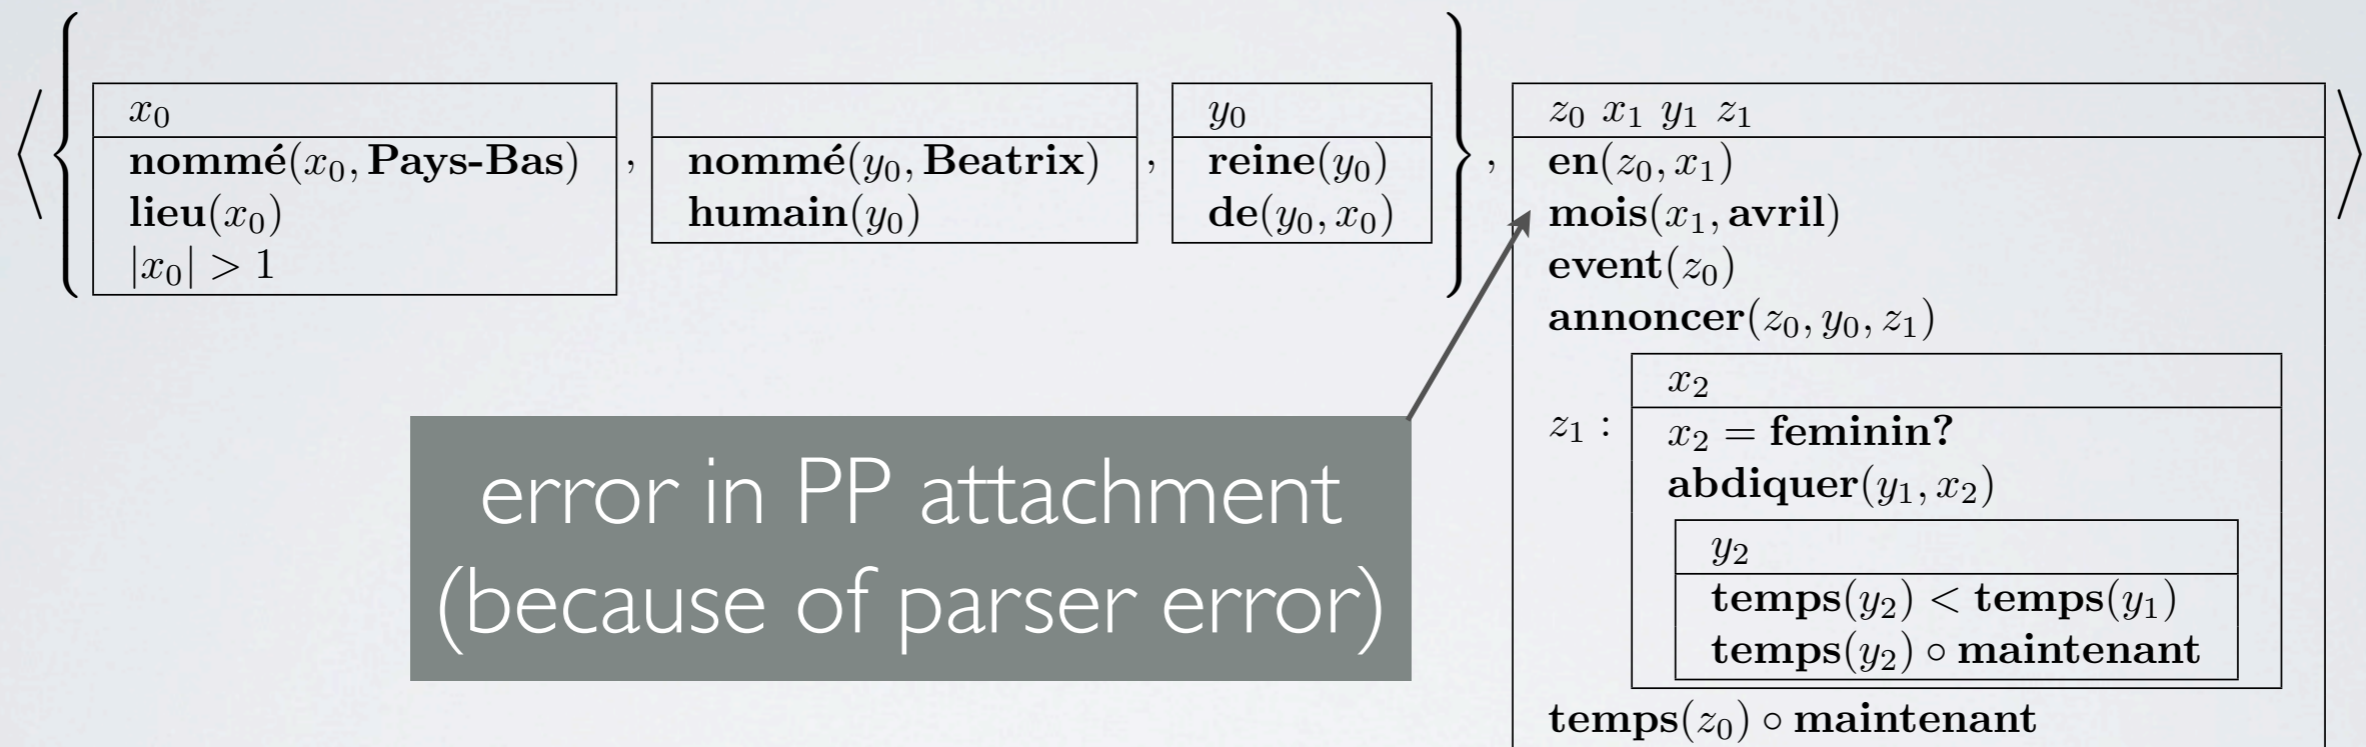 x₀
nommé(x₀, Pays-Bas)
lieu(x₀)
|x₀| > 1
,
nommé(y₀, Beatrix)
humain(y₀)
,
y₀
reine(y₀)
de(y₀, x₀)
,
z₀ x₁ y₁ z₁
en(z₀, x₁)
mois(x₁, avril)
event(z₀)
annoncer(z₀, y₀, z₁)
z₁ :
x₂
x₂ = feminin?
abdiquer(y₁, x₂)
y₂
temps(y₂) < temps(y₁)
temps(y₂) ∘ maintenant
temps(z₀) ∘ maintenant
error in PP attachment
(because of parser error)